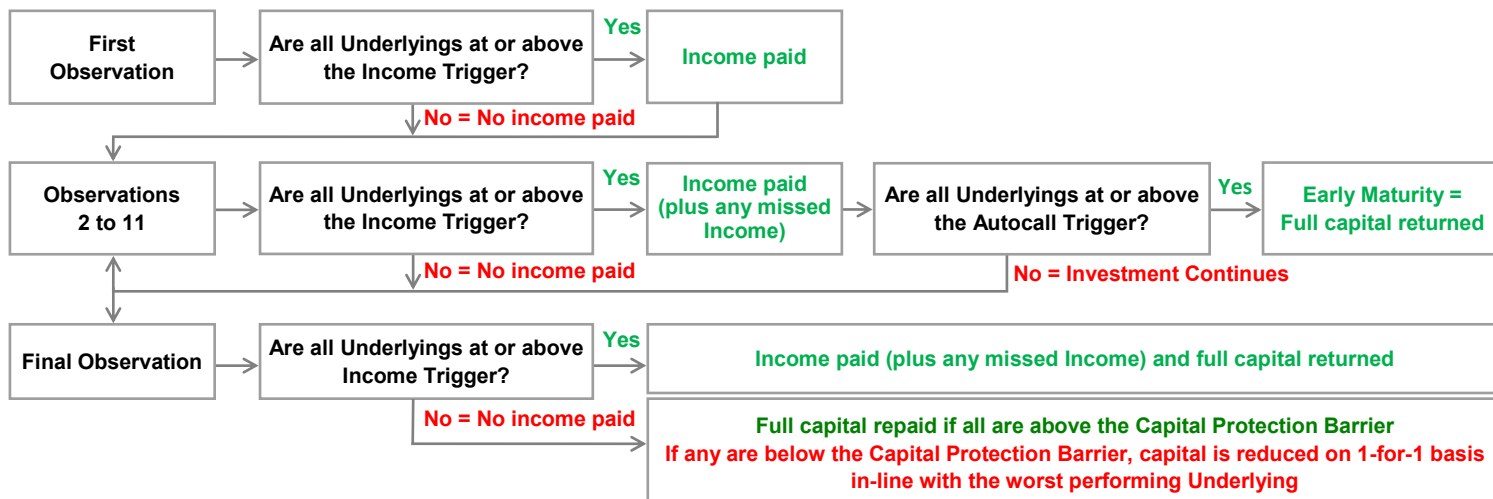 First
Observation
Are all Underlyings at or above
the Income Trigger?
Yes
Income paid
No = No income paid
Observations
2 to 11
Are all Underlyings at or above
the Income Trigger?
Yes
Income paid
(plus any missed
Income)
Are all Underlyings at or above
the Autocall Trigger?
Yes
Early Maturity =
Full capital returned
No = No income paid
No = Investment Continues
Final Observation
Are all Underlyings at or above
Income Trigger?
Yes
Income paid (plus any missed Income) and full capital returned
No = No income paid
Full capital repaid if all are above the Capital Protection Barrier
If any are below the Capital Protection Barrier, capital is reduced on 1-for-1 basis
in-line with the worst performing Underlying